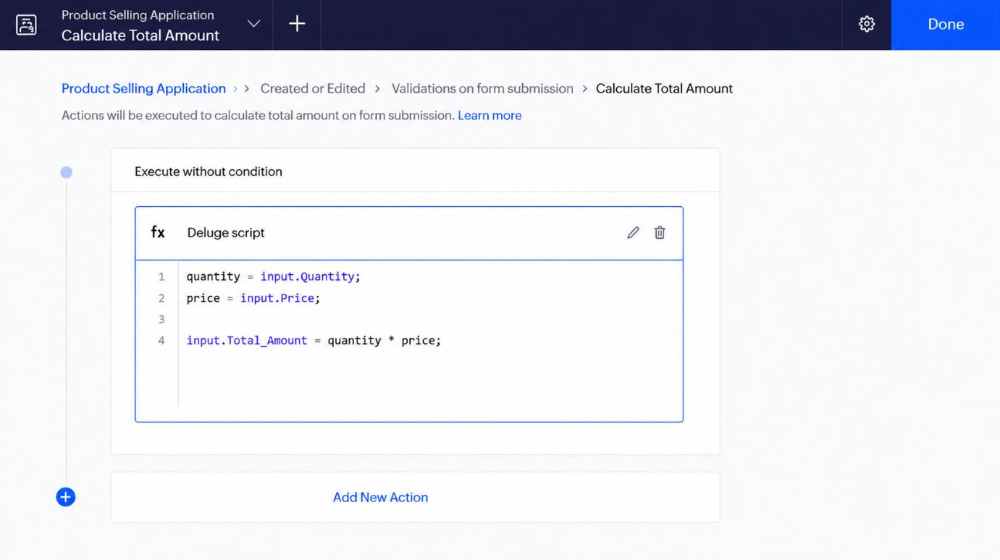 Product Selling Application
Calculate Total Amount
Done
Product Selling Application › > Created or Edited > Validations on form submission > Calculate Total Amount
Actions will be executed to calculate total amount on form submission. Learn more
Execute without condition
fx Deluge script
1 quantity = input.Quantity;
2 price = input.Price;
3
4 input.Total_Amount = quantity * price;
Add New Action